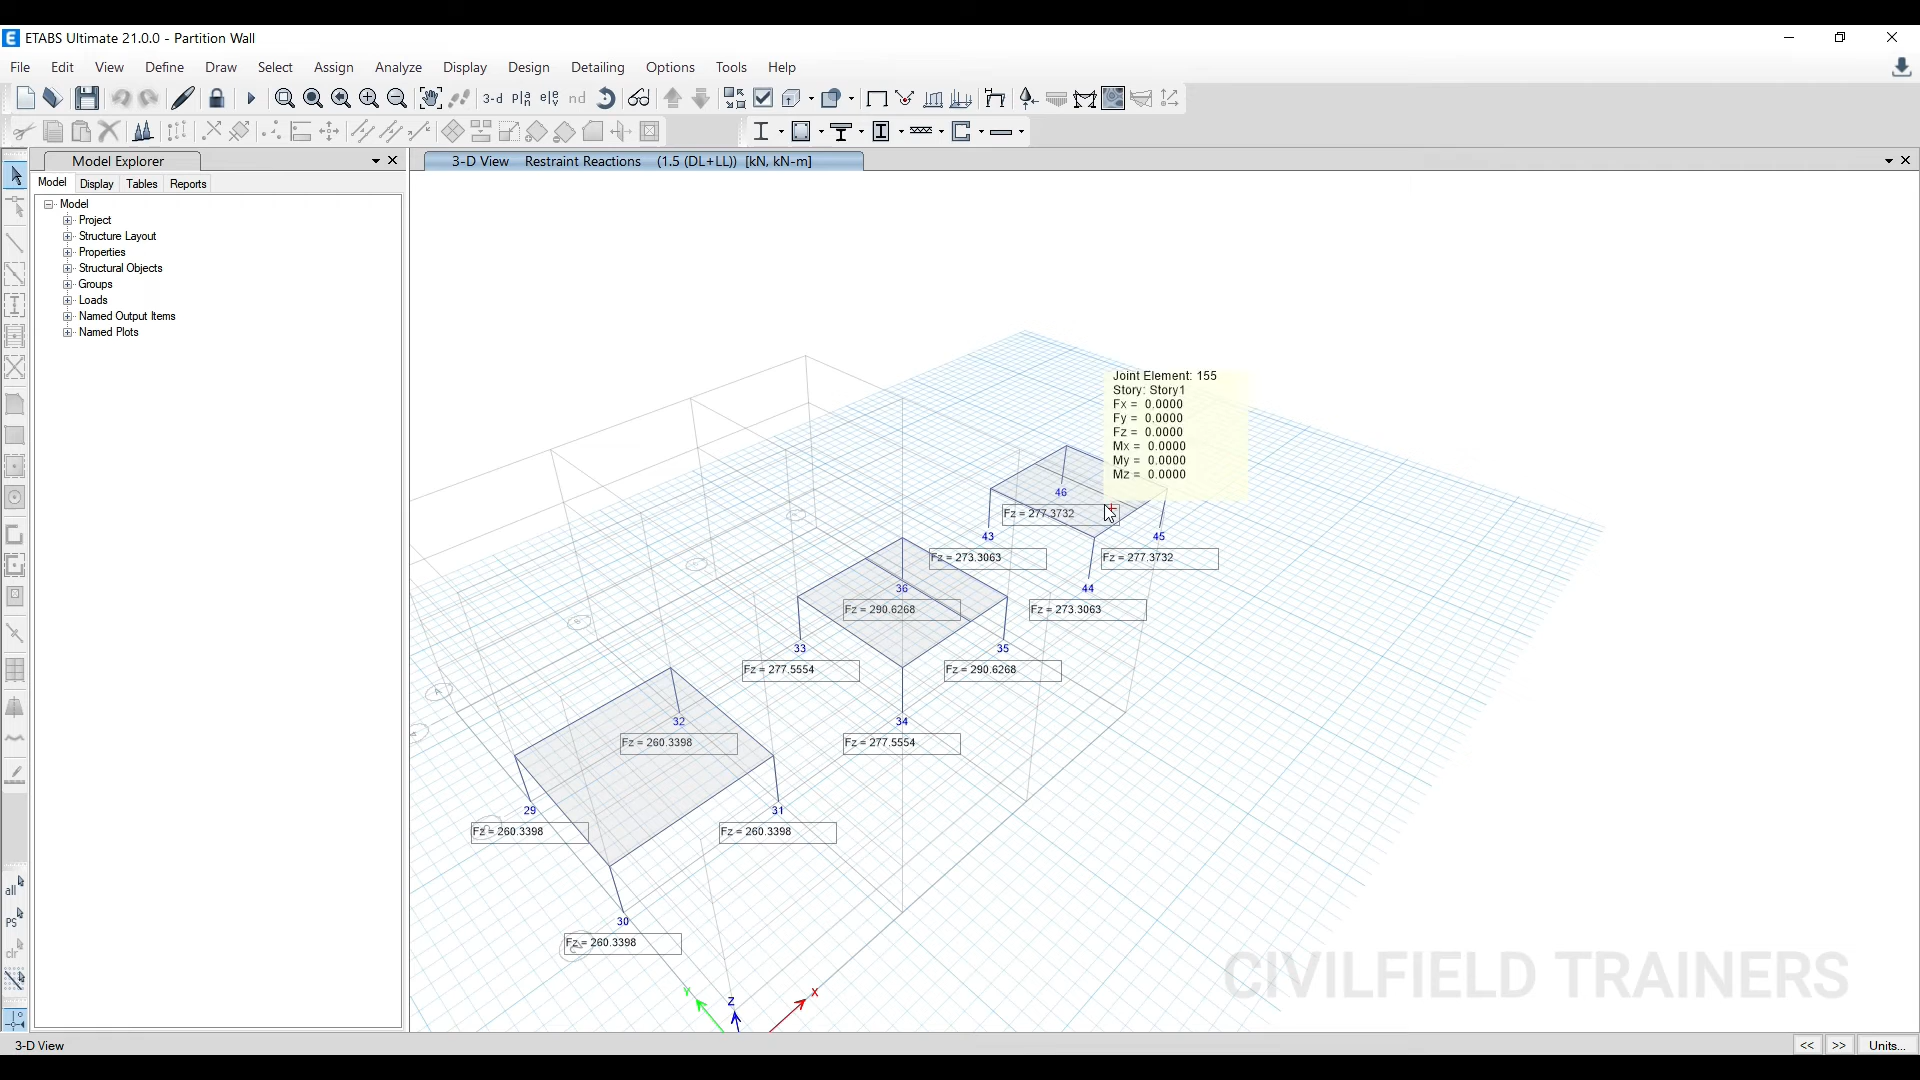 ETABS Ultimate 21.0.0 - Partition Wall
File Edit View Define Draw Select Assign Analyze Display Design Detailing Options Tools Help
3-d
nd
Model Explorer
3-D View Restraint Reactions (1.5 (DL+LL)) [kN, kN-m]
Model Display Tables Reports
Model
Project
Structure Layout
Properties
Structural Objects
Groups
Loads
Named Output Items
Named Plots
Joint Element: 155
Story: Story1
Fx = 0.0000
Fy = 0.0000
Fz = 0.0000
Mx = 0.0000
My = 0.0000
Mz = 0.0000
46
Fz = 277.3732
43
45
Fz = 273.3063
Fz = 277.3732
36
44
Fz = 290.6268
Fz = 273.3063
33
35
Fz = 277.5554
Fz = 290.6268
32
34
Fz = 260.3398
Fz = 277.5554
29
31
Fz = 260.3398
Fz = 260.3398
30
Fz = 260.3398
all
PS
clr
Y
Z
X
CIVILFIELD TRAINERS
3-D View
<< >> Units...